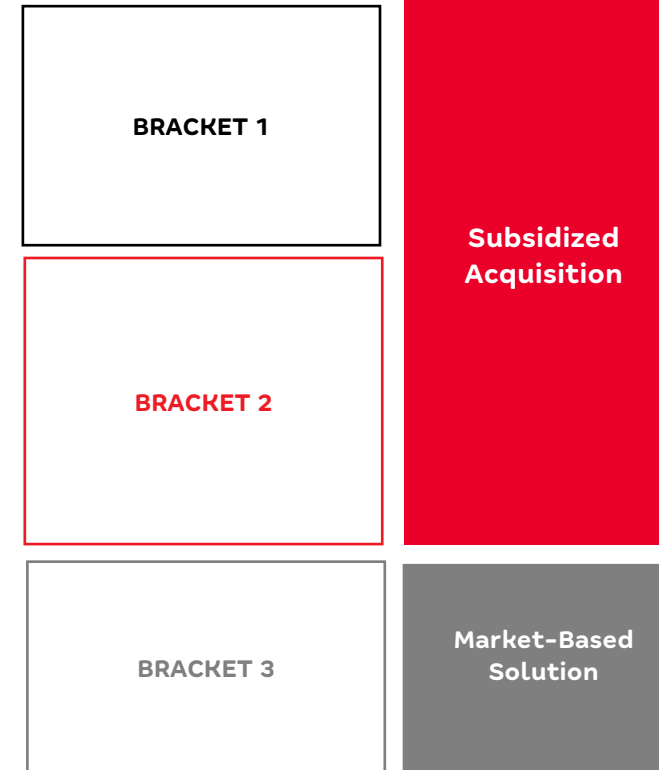 BRACKET 1
Subsidized
Acquisition
BRACKET 2
BRACKET 3
Market-Based
Solution